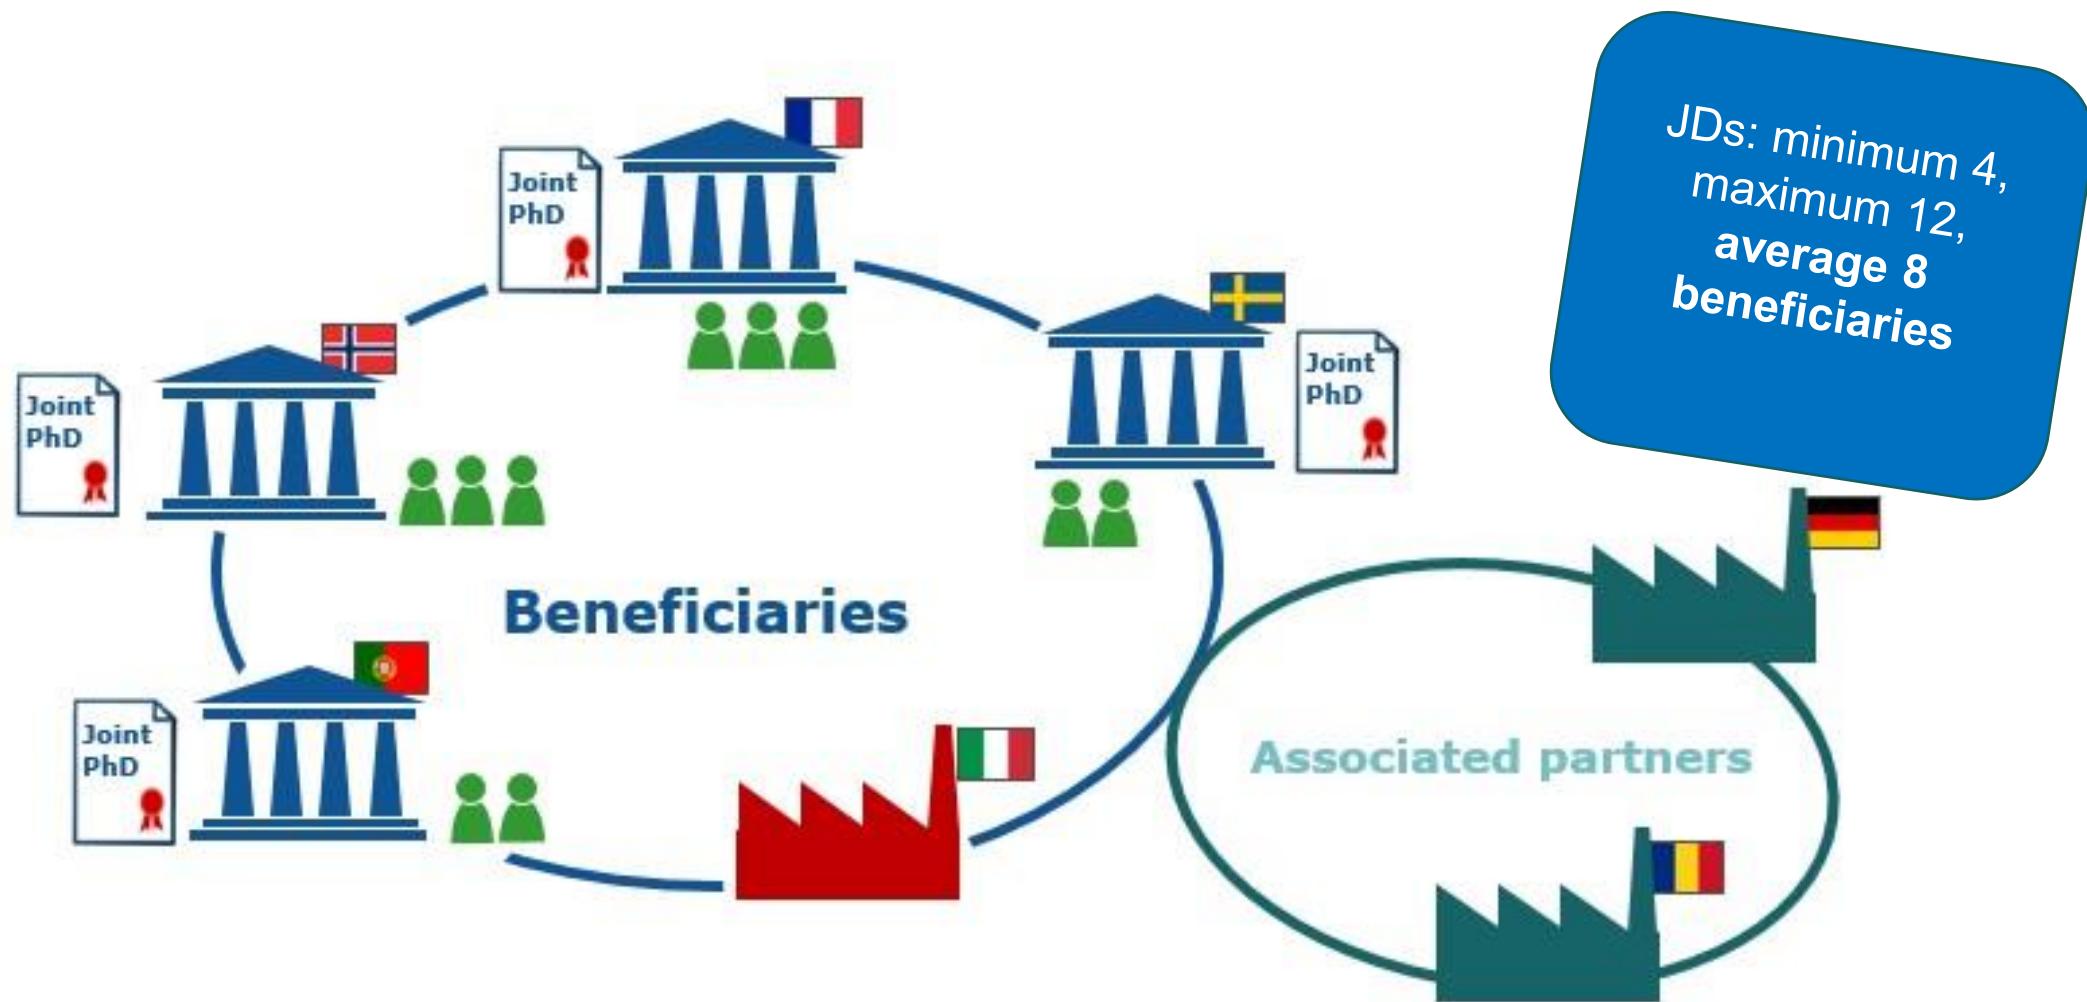 JDs: minimum 4,
maximum 12,
average 8
beneficiaries
Joint
PhD
Joint
PhD
Joint
PhD
Beneficiaries
Joint
PhD
Associated partners